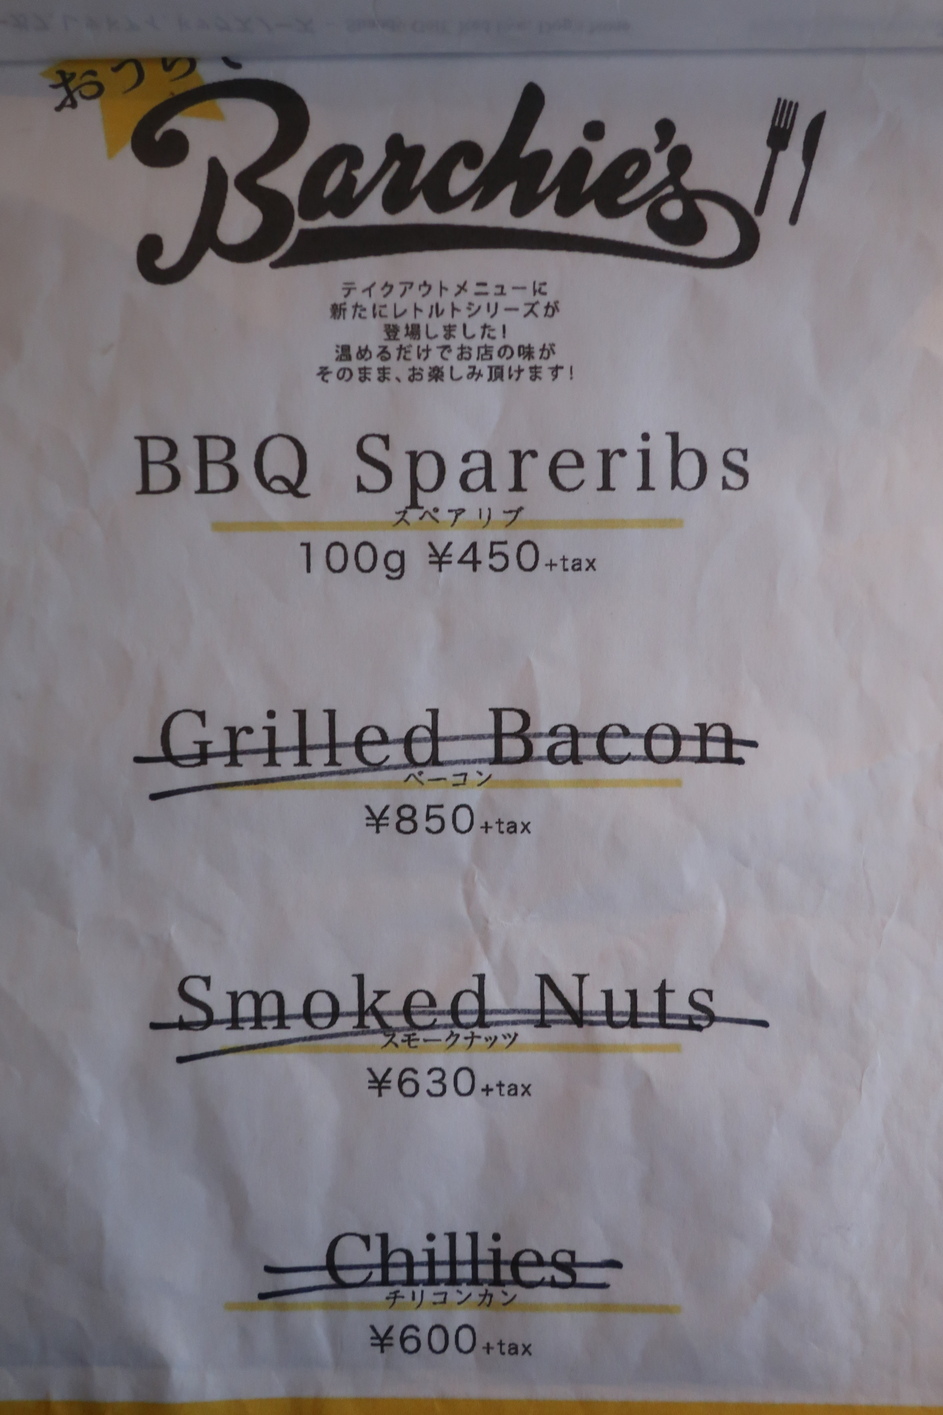 おうちで
Barchie's
テイクアウトメニューに
新たにレトルトシリーズが
登場しました!
温めるだけでお店の味が
そのまま、お楽しみ頂けます!
BBQ Spareribs
スペアリブ
100g ¥450+tax
Grilled Bacon
ベーコン
¥850+tax
Smoked Nuts
スモークナッツ
¥630+tax
Chillies
チリコンカン
¥600+tax